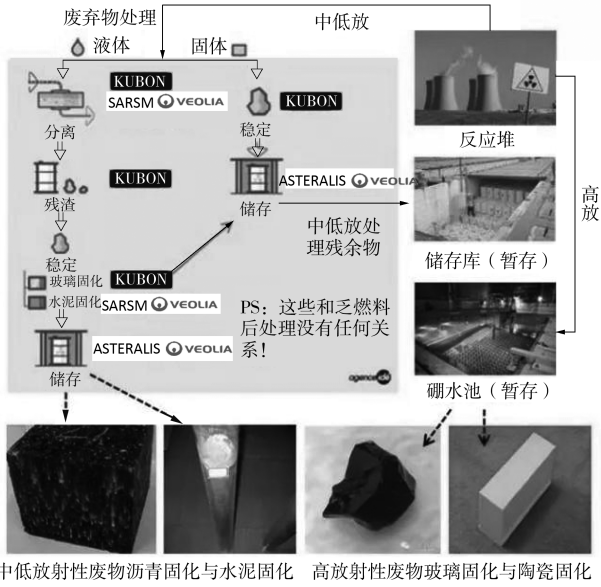 废弃物处理
中低放
液体
固体
KUBON
SARSM VEOLIA
KUBON
分离
稳定
反应堆
KUBON
ASTERALIS VEOLIA
高放
残渣
储存
中低放处
理残余物
储存库（暂存）
稳定
玻璃固化
KUBON
水泥固化
SARSM VEOLIA
PS：这些和乏燃料
后处理没有任何关
系！
ASTERALIS VEOLIA
储存
硼水池（暂存）
中低放射性废物沥青固化与水泥固化
高放射性废物玻璃固化与陶瓷固化